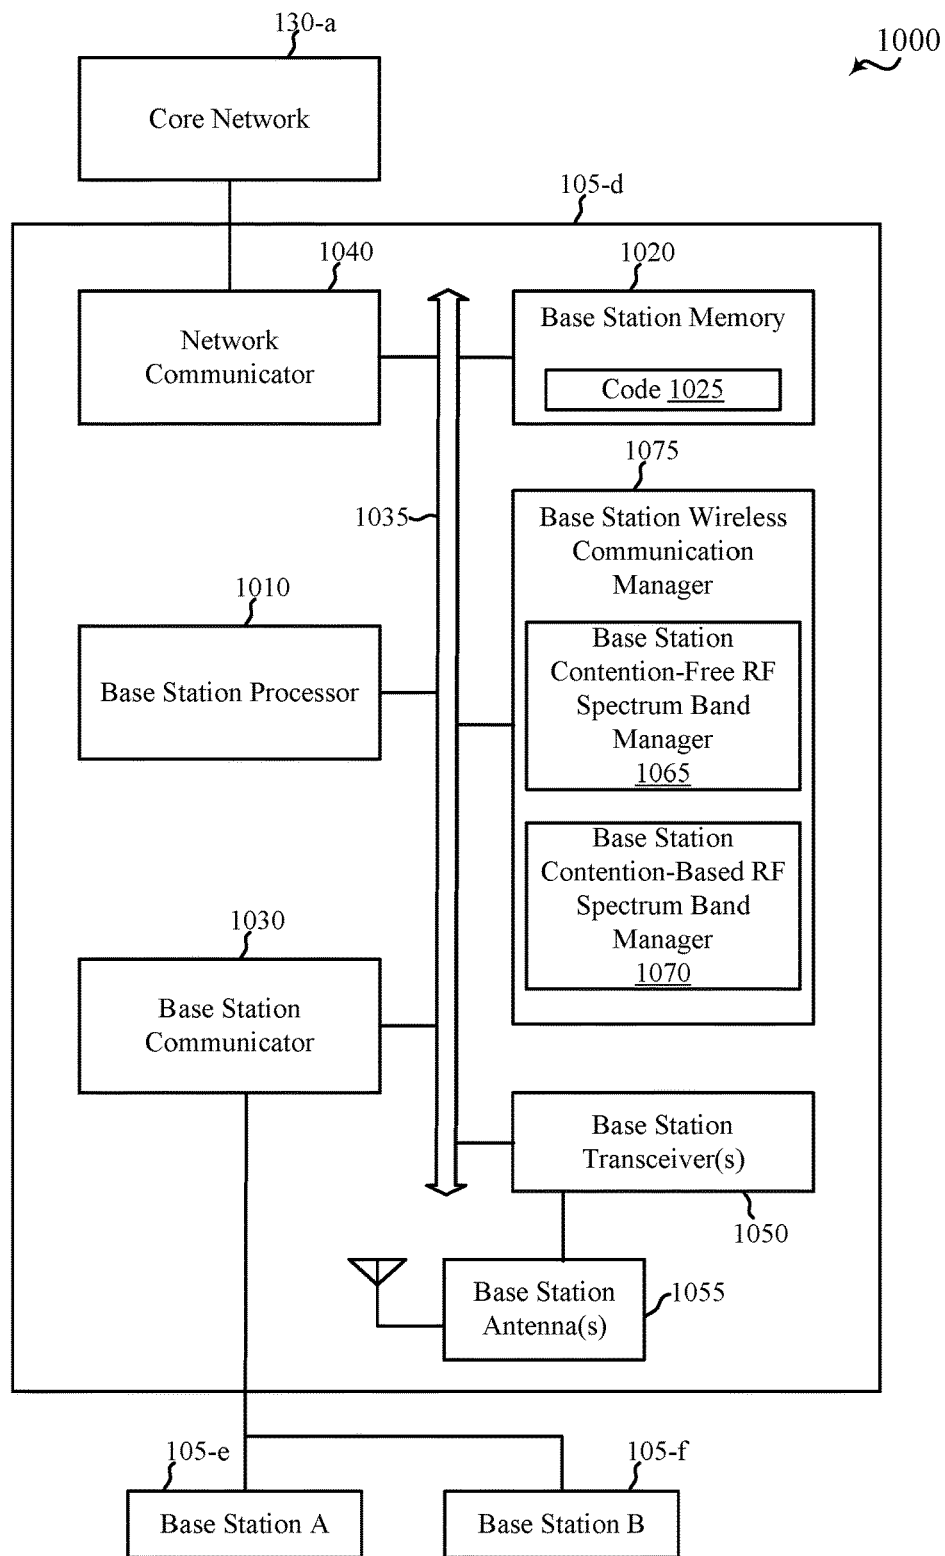 130-a
1000
Core Network
105-d
1040
1020
Network
Communicator
Base Station Memory
Code 1025
1035
1075
Base Station Wireless
Communication
Manager
1010
Base Station Processor
Base Station
Contention-Free RF
Spectrum Band
Manager
1065
Base Station
Contention-Based RF
Spectrum Band
Manager
1070
1030
Base Station
Communicator
Base Station
Transceiver(s)
1050
Base Station
Antenna(s)
1055
105-e
105-f
Base Station A
Base Station B